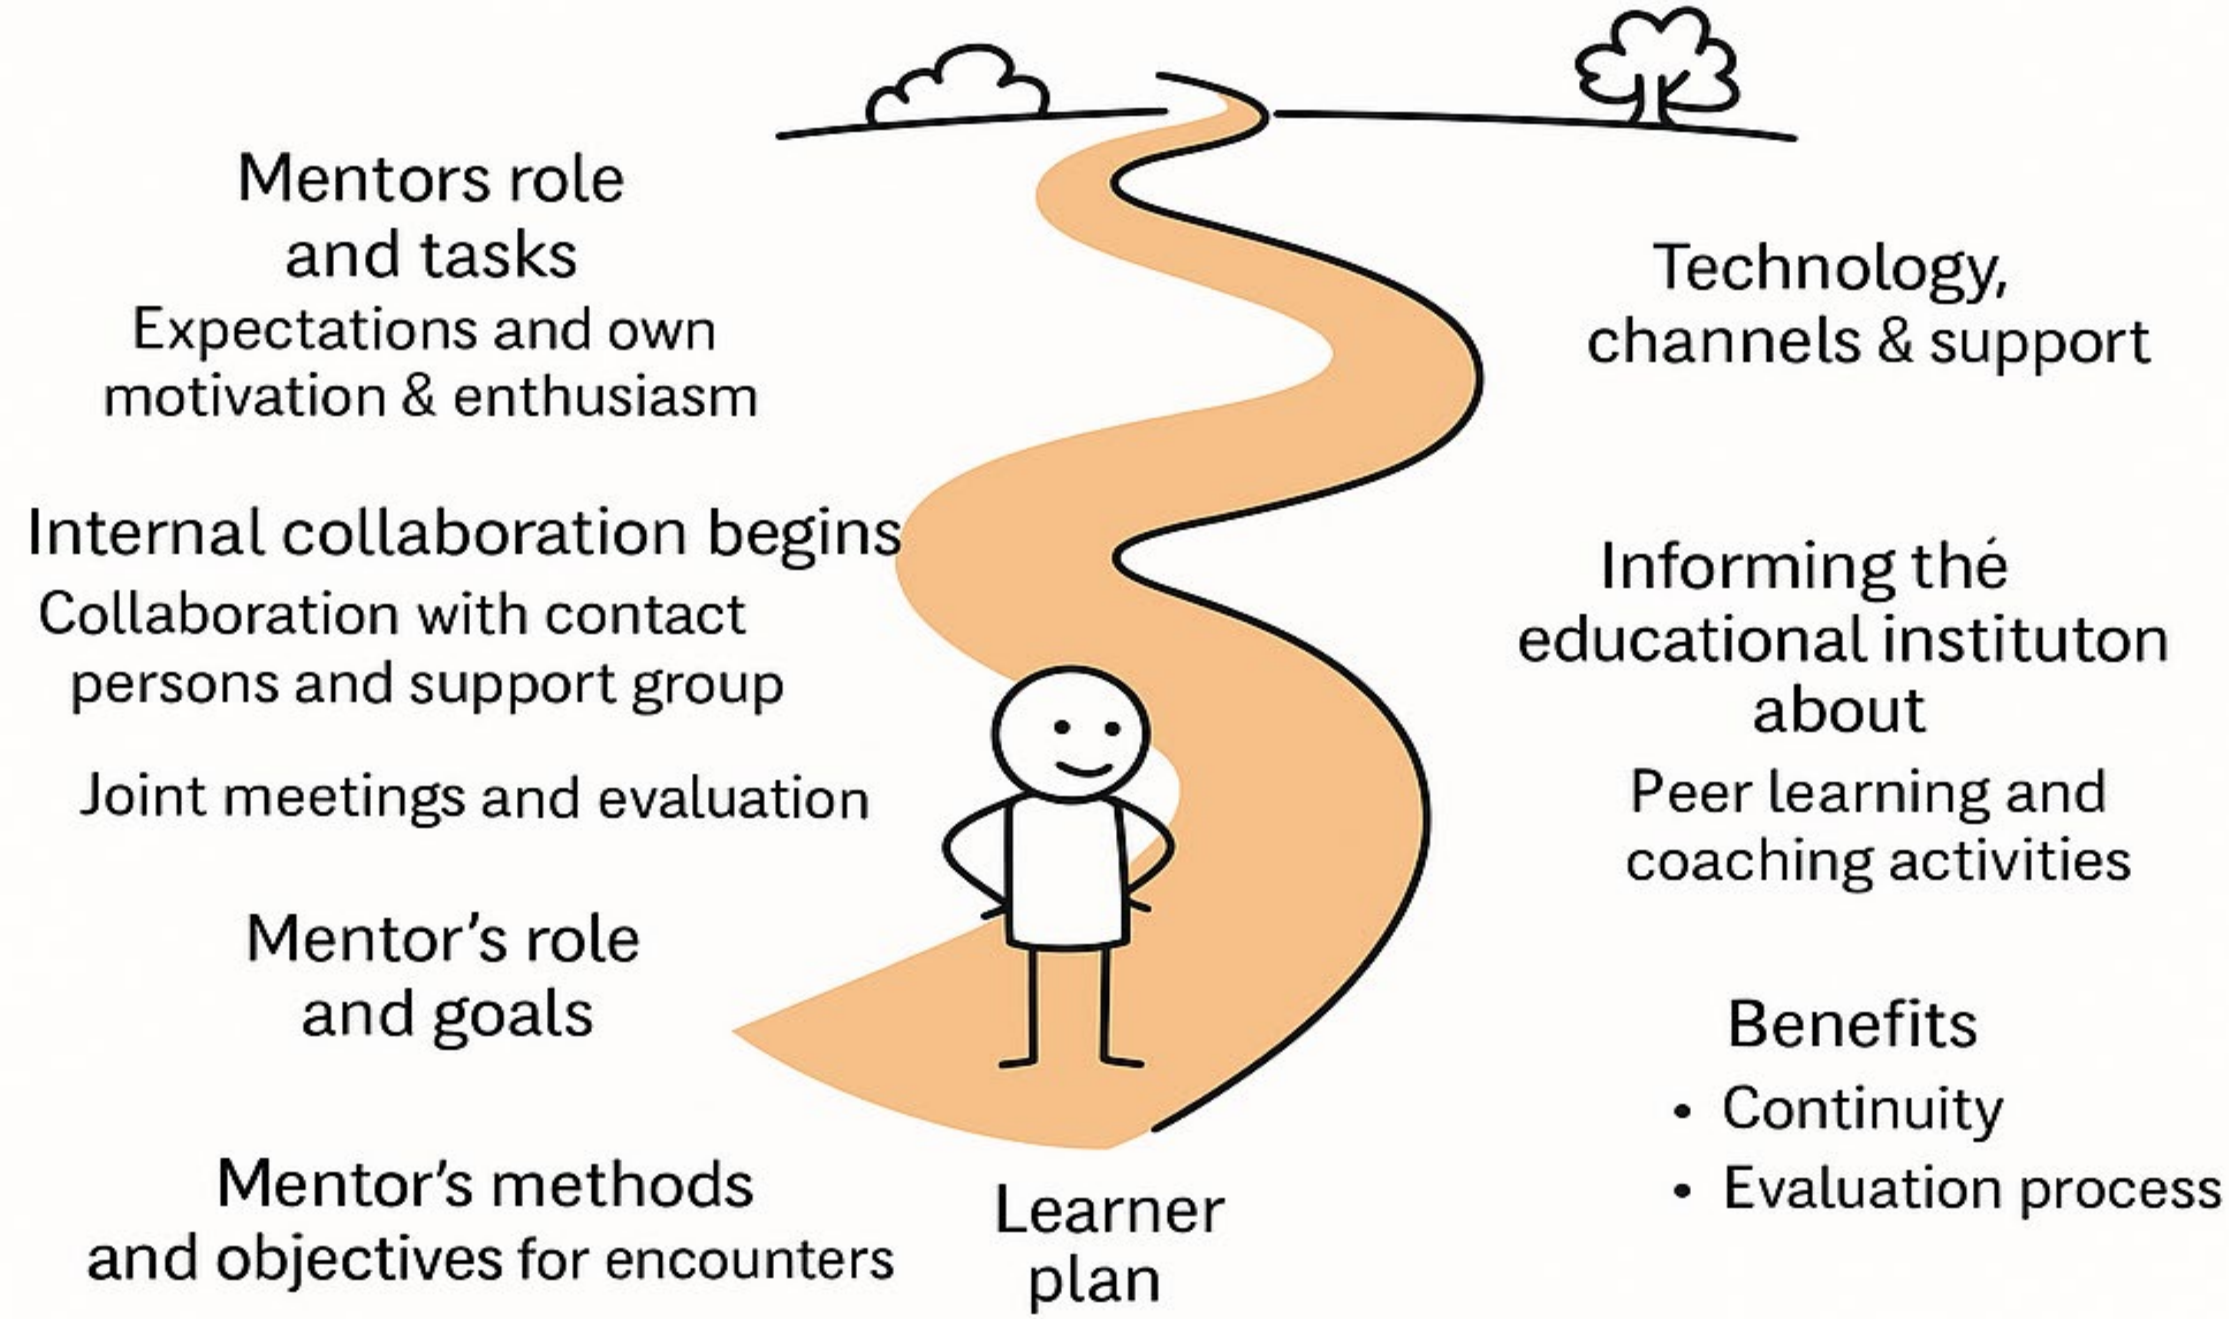 Mentors role
and tasks
Expectations and own
motivation & enthusiasm
Internal collaboration begins
Collaboration with contact
persons and support group
Joint meetings and evaluation
Mentor’s role
and goals
Mentor’s methods
and objectives for encounters
Learner
plan
Technology,
channels & support
Informing thé
educational instituton
about
Peer learning and
coaching activities
Benefits
• Continuity
• Evaluation process